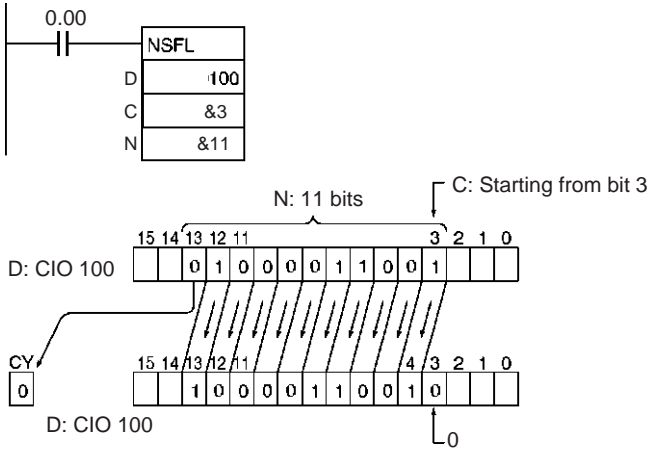 0.00
NSFL
D 100
C &3
N &11
C: Starting from bit 3
N: 11 bits
15 14 13 12 11 3 2 1 0
D: CIO 100 0 1 0 0 0 0 1 1 0 0 1
CY 15 14 13 12 11 4 3 2 1 0
0 1 0 0 0 0 1 1 0 0 1 0
D: CIO 100
0